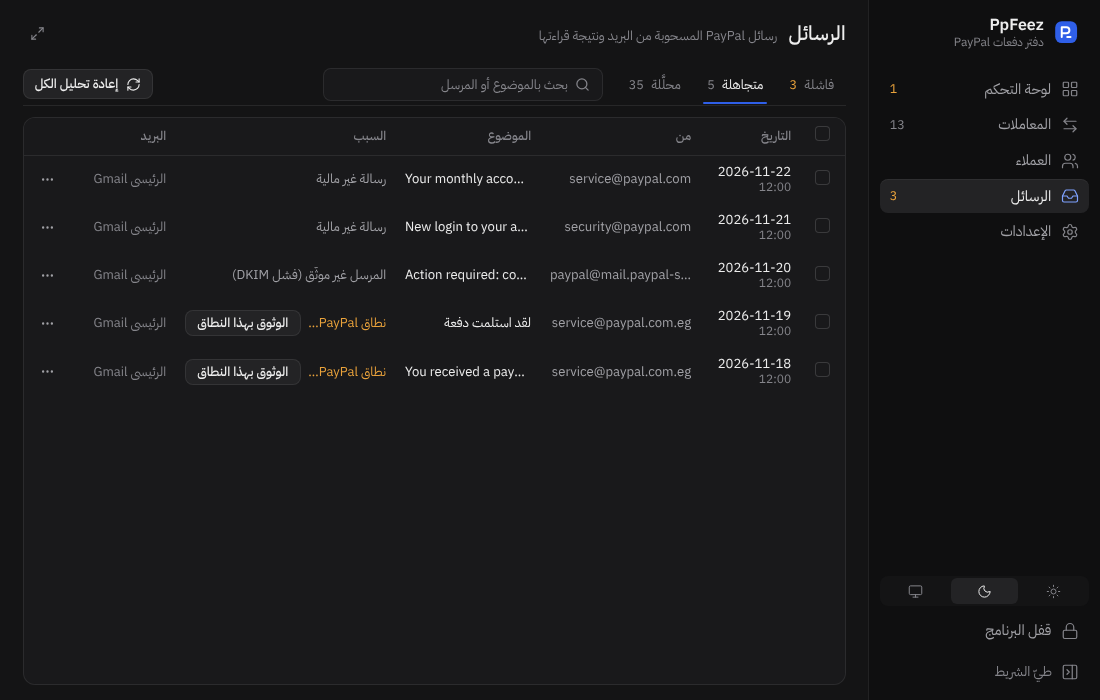 PpFeez
دفتر دفعات PayPal
لوحة التحكم 1
المعاملات 13
العملاء
الرسائل 3
الإعدادات
قفل البرنامج
طيّ الشريط
الرسائل رسائل PayPal المسحوبة من البريد ونتيجة قراءتها
فاشلة 3 متجاهلة 5 محلَّلة 35 بحث بالموضوع أو المرسل إعادة تحليل الكل
التاريخ من الموضوع السبب البريد
2026-11-22 service@paypal.com Your monthly acco... رسالة غير مالية الرئيسي Gmail
12:00
2026-11-21 security@paypal.com New login to your a... رسالة غير مالية الرئيسي Gmail
12:00
2026-11-20 paypal@mail.paypal-s... Action required: co... المرسل غير موثّق (فشل DKIM) الرئيسي Gmail
12:00
2026-11-19 service@paypal.com.eg لقد استلمت دفعة نطاق PayPal... الوثوق بهذا النطاق الرئيسي Gmail
12:00
2026-11-18 service@paypal.com.eg You received a pay... نطاق PayPal... الوثوق بهذا النطاق الرئيسي Gmail
12:00